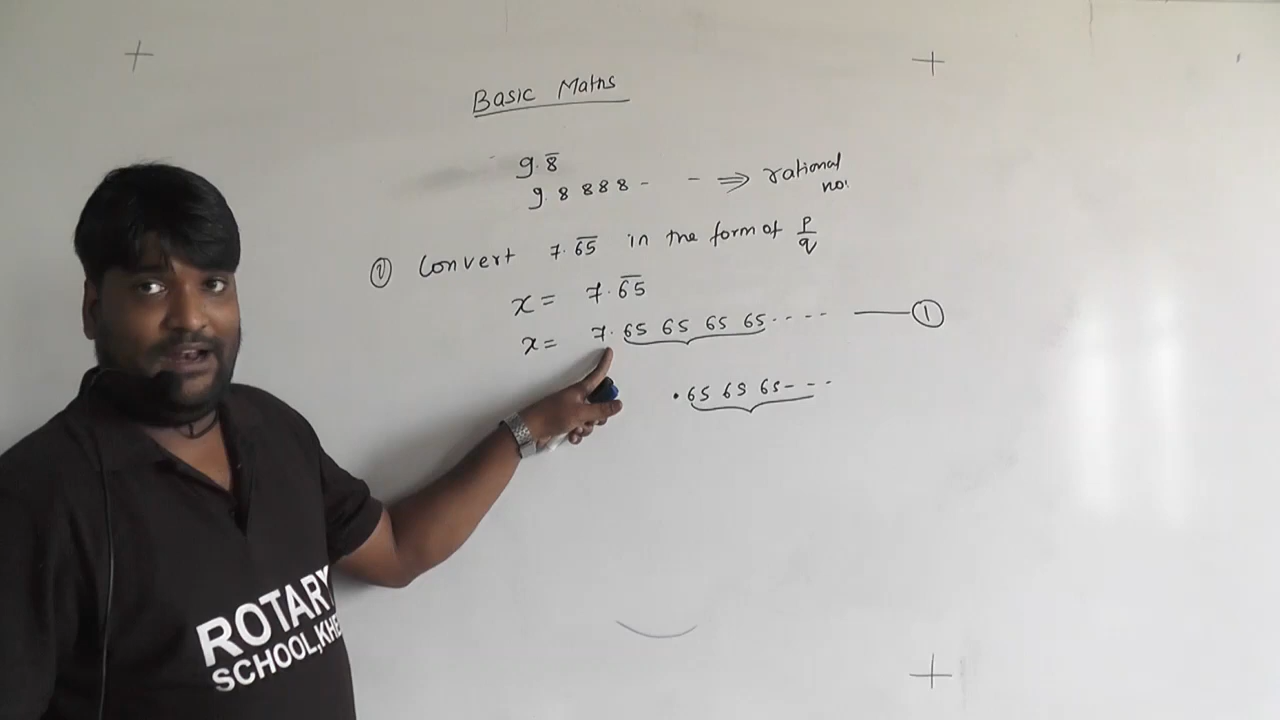 Basic Maths
9.8̅
9.8888 - - ⇒ rational no.
① Convert 7.6̅5̅ in the form of p/q
x = 7.6̅5̅
x = 7.65 65 65 65.... —— ①
.65 65 65- - -
ROTARY
SCHOOL,KHE